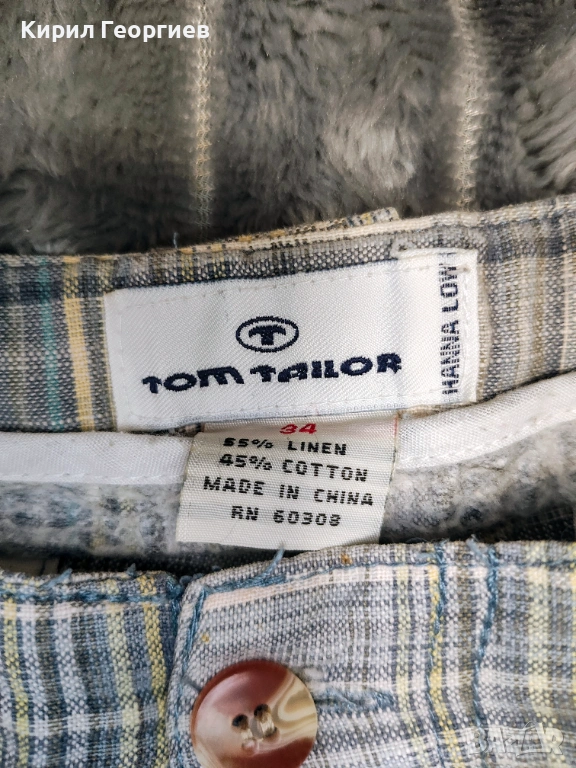 Кирил Георгиев
TOM TAILOR
HANNA LOW
34
55% LINEN
45% COTTON
MADE IN CHINA
RN 60308